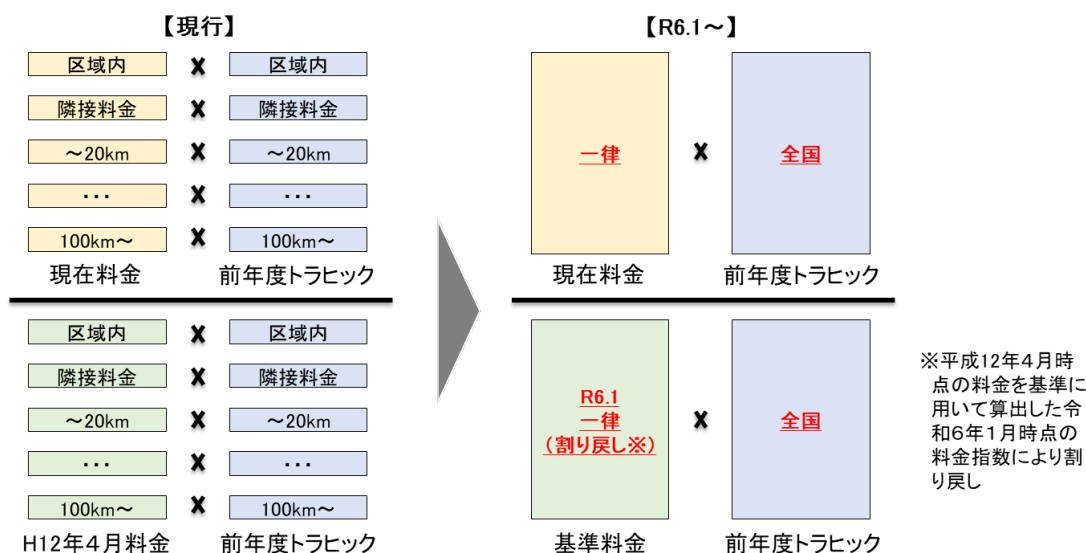 【現行】
区域内 × 区域内
隣接料金 × 隣接料金
～20km × ～20km
・・・ × ・・・
100km～ × 100km～
現在料金 前年度トラヒック
区域内 × 区域内
隣接料金 × 隣接料金
～20km × ～20km
・・・ × ・・・
100km～ × 100km～
H12年４月料金 前年度トラヒック
【R6.1～】
一律 × 全国
現在料金 前年度トラヒック
R6.1
一律
（割り戻し※）
× 全国
基準料金 前年度トラヒック
※平成12年４月時
点の料金を基準に
用いて算出した令
和６年１月時点の
料金指数により割
り戻し